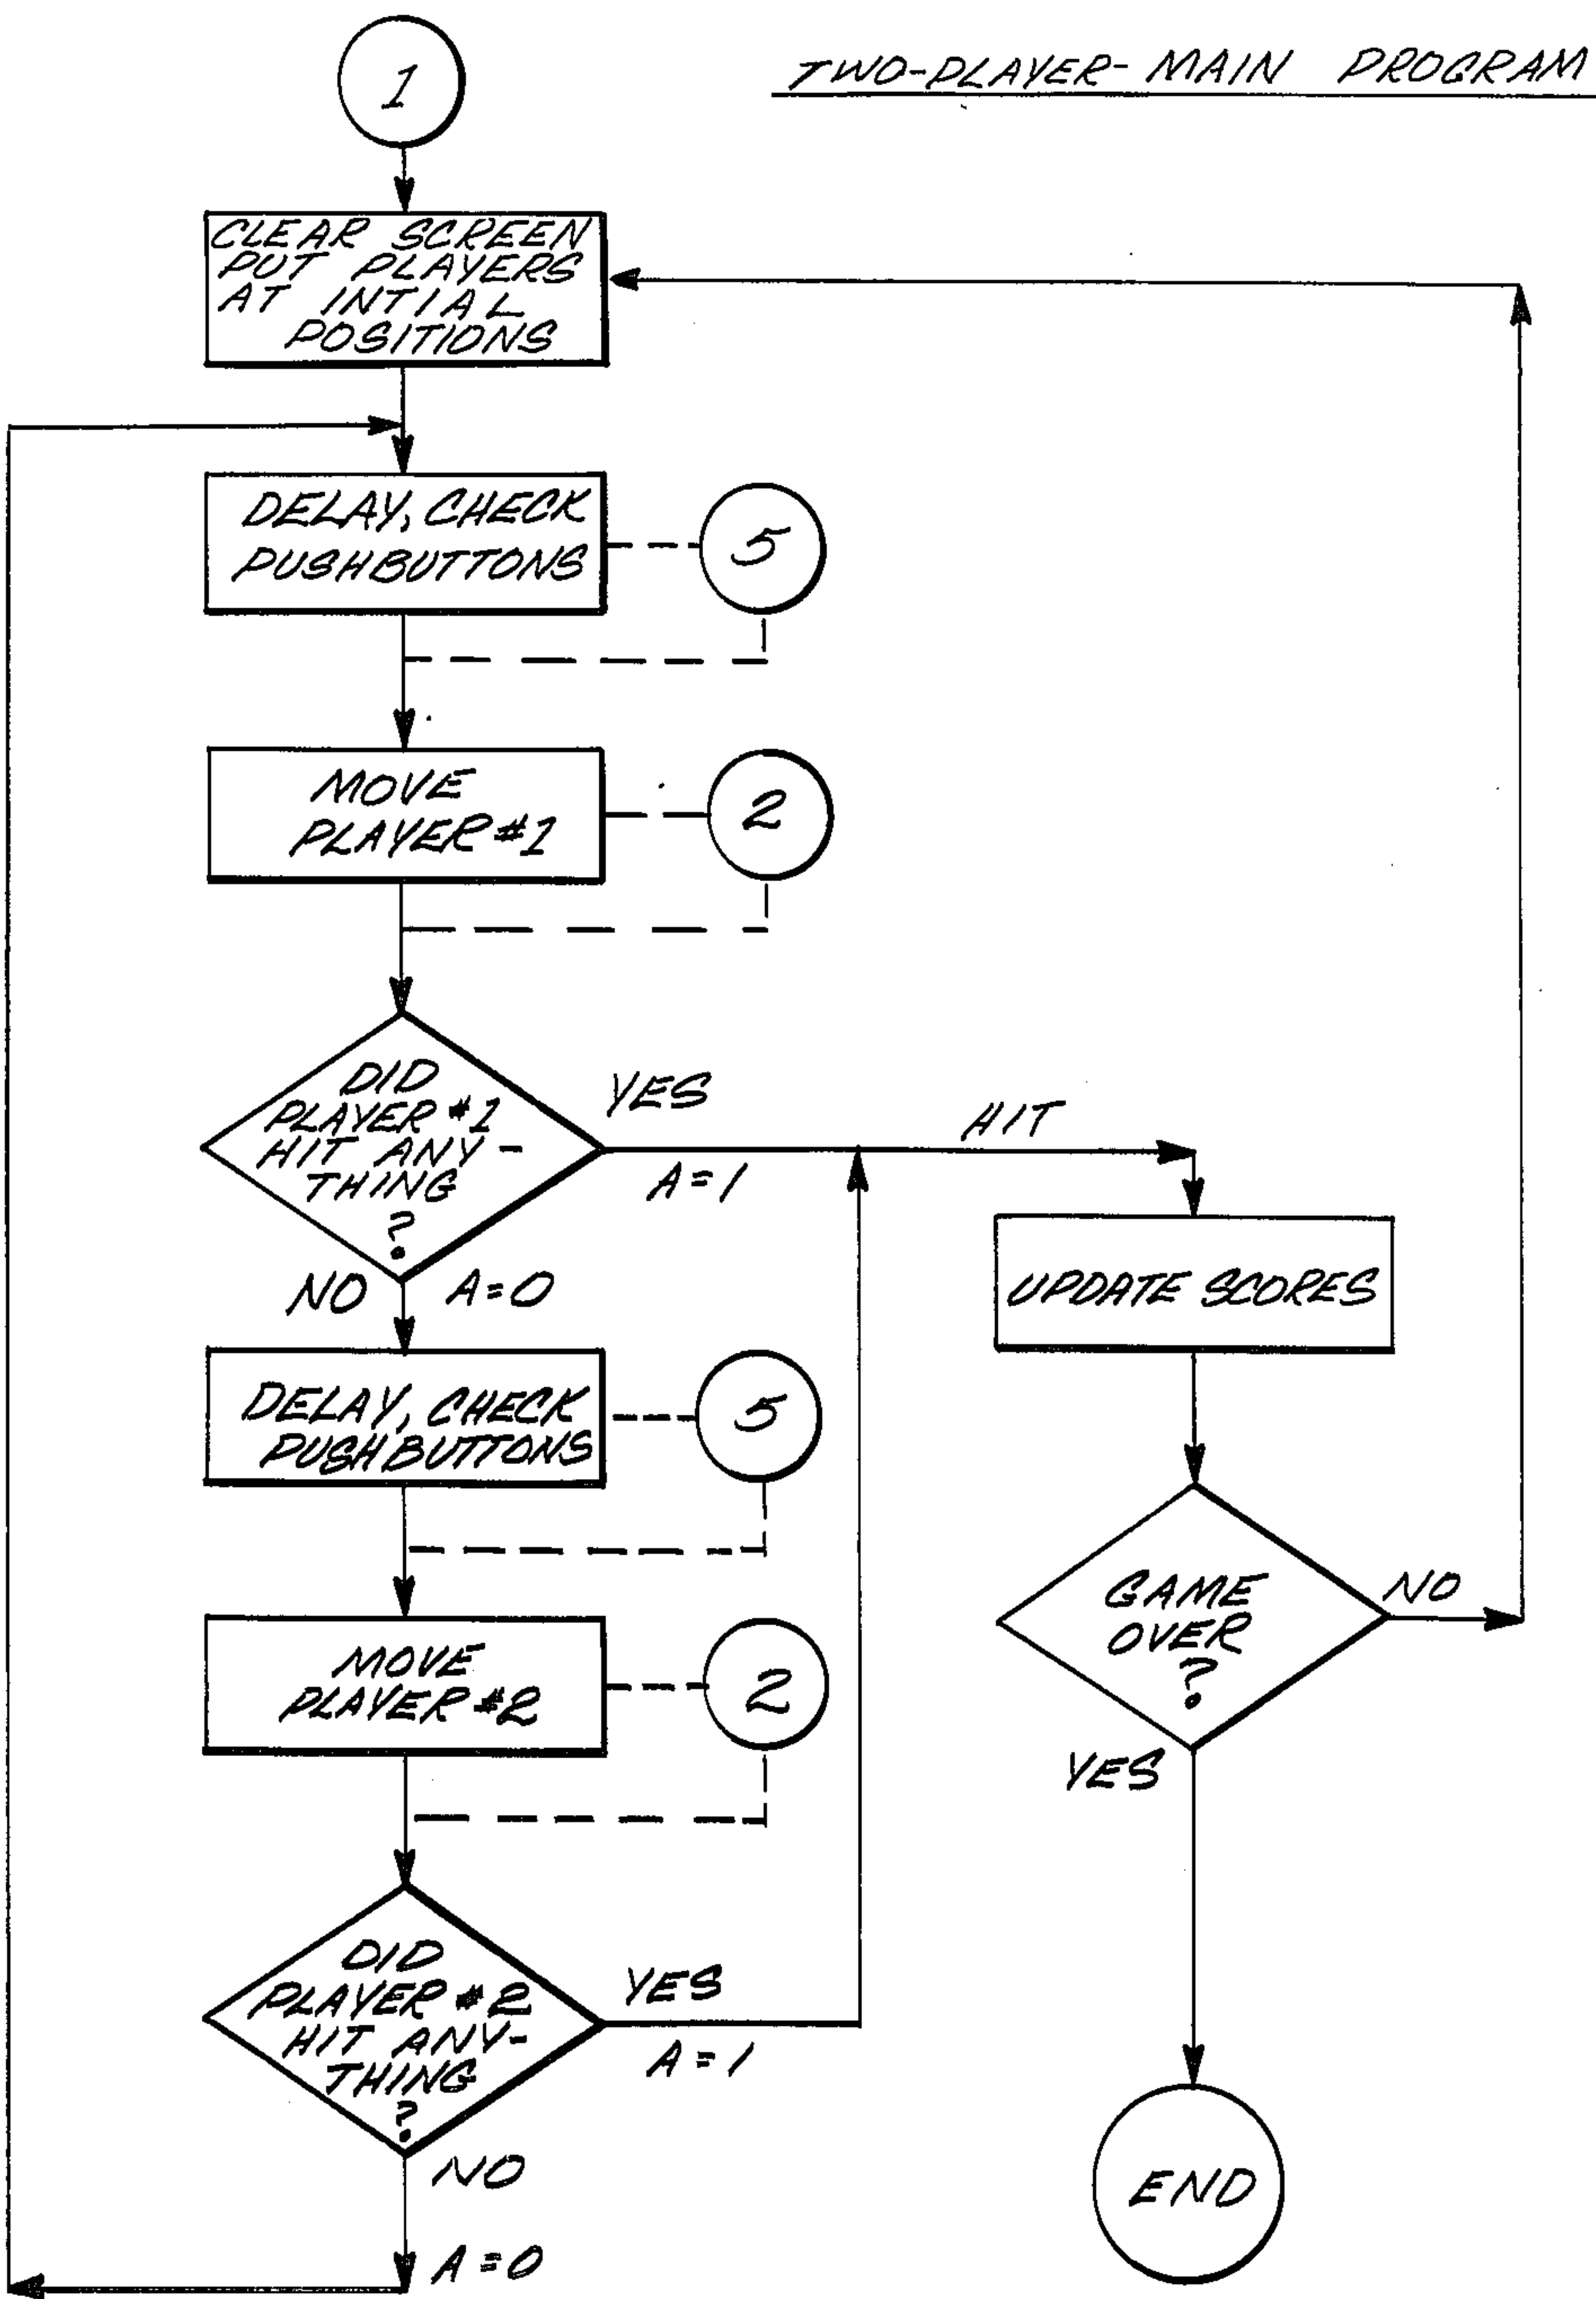 TWO-PLAYER-MAIN PROGRAM
1
CLEAR SCREEN
PUT PLAYERS
AT INTIAL
POSITIONS
DELAY, CHECK
PUSHBUTTONS
5
MOVE
PLAYER #1
2
DID
PLAYER #1
HIT ANY-
THING
?
YES
A=1
HIT
NO A=0
UPDATE SCORES
DELAY, CHECK
PUSHBUTTONS
5
MOVE
PLAYER #2
2
GAME
OVER
?
NO
YES
DID
PLAYER #2
HIT ANY-
THING
?
YES
A=1
NO
A=0
END